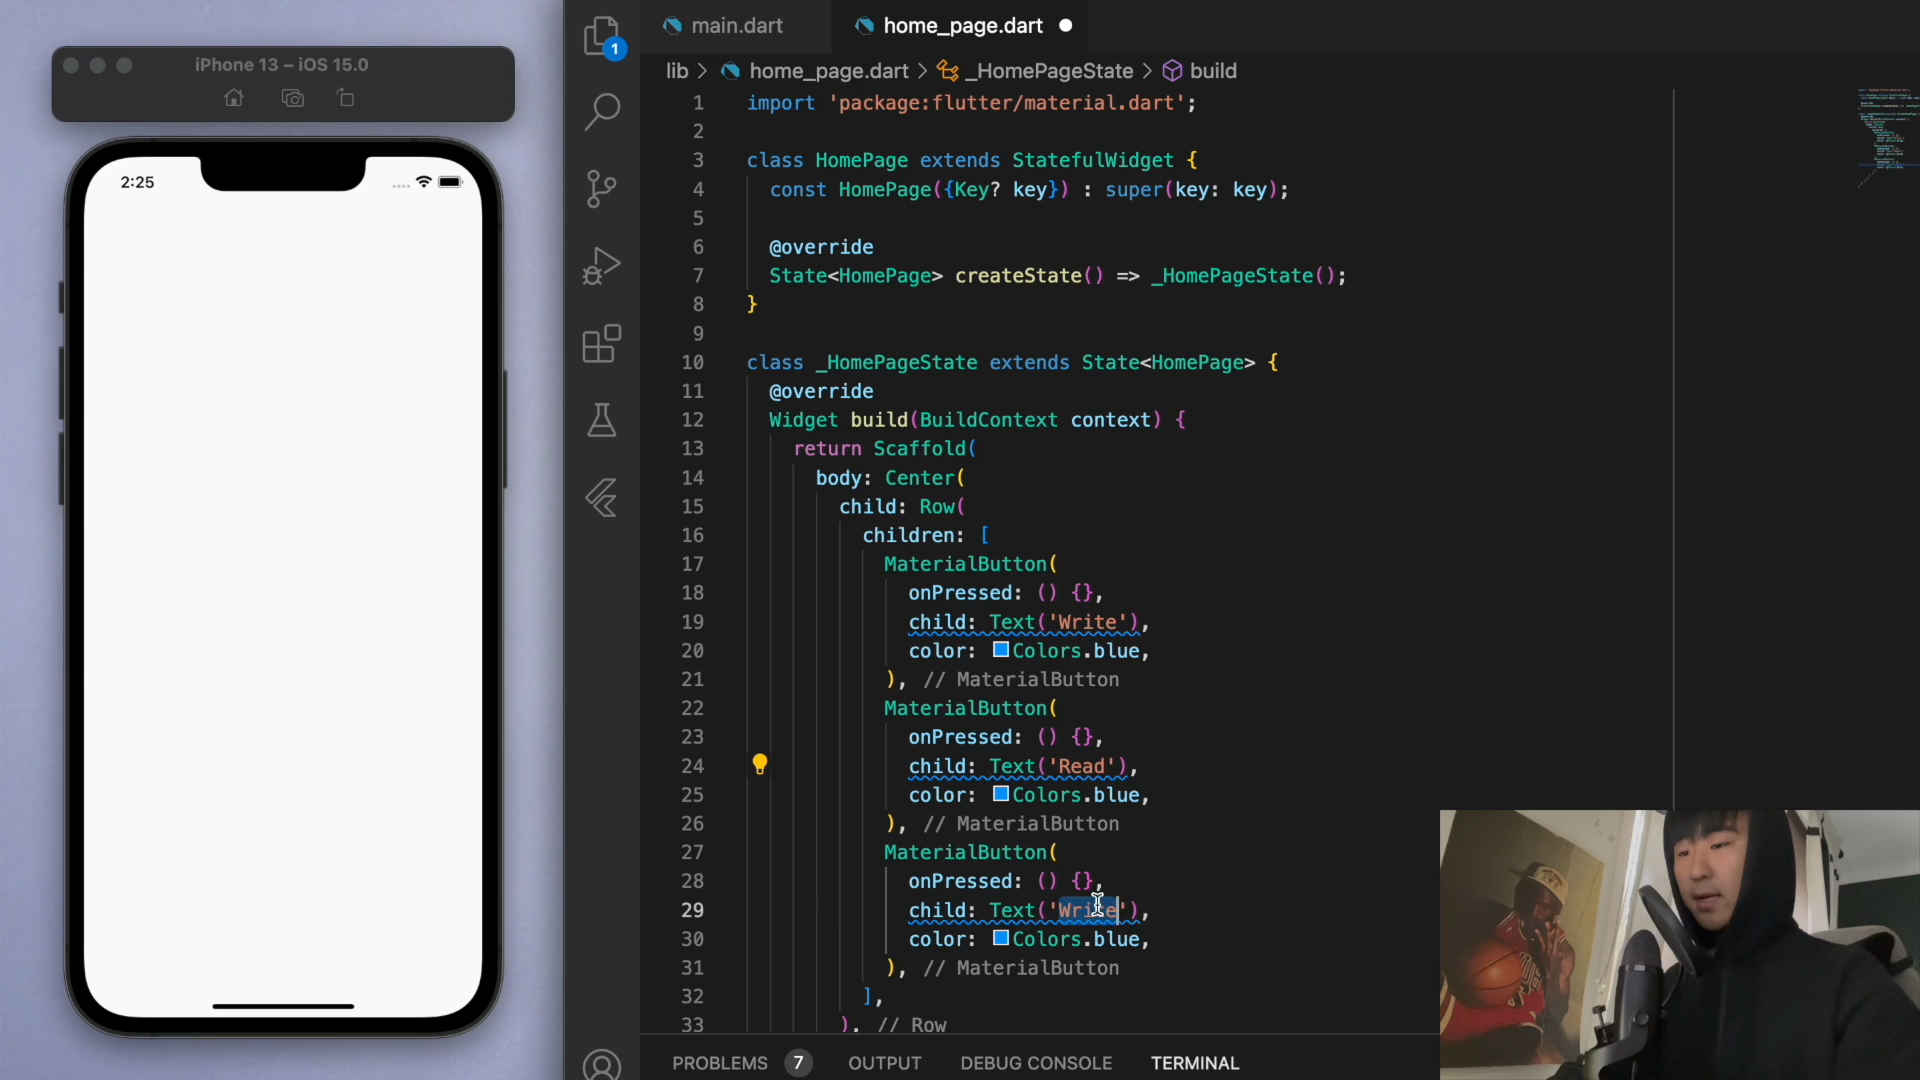 iPhone 13 – iOS 15.0
2:25
1
main.dart
home_page.dart
lib > home_page.dart > _HomePageState > build
1 import 'package:flutter/material.dart';
2
3 class HomePage extends StatefulWidget {
4 const HomePage({Key? key}) : super(key: key);
5
6 @override
7 State<HomePage> createState() => _HomePageState();
8 }
9
10 class _HomePageState extends State<HomePage> {
11 @override
12 Widget build(BuildContext context) {
13 return Scaffold(
14 body: Center(
15 child: Row(
16 children: [
17 MaterialButton(
18 onPressed: () {},
19 child: Text('Write'),
20 color: Colors.blue,
21 ), // MaterialButton
22 MaterialButton(
23 onPressed: () {},
24 child: Text('Read'),
25 color: Colors.blue,
26 ), // MaterialButton
27 MaterialButton(
28 onPressed: () {},
29 child: Text('Write'),
30 color: Colors.blue,
31 ), // MaterialButton
32 ],
33 ), // Row
PROBLEMS 7 OUTPUT DEBUG CONSOLE TERMINAL